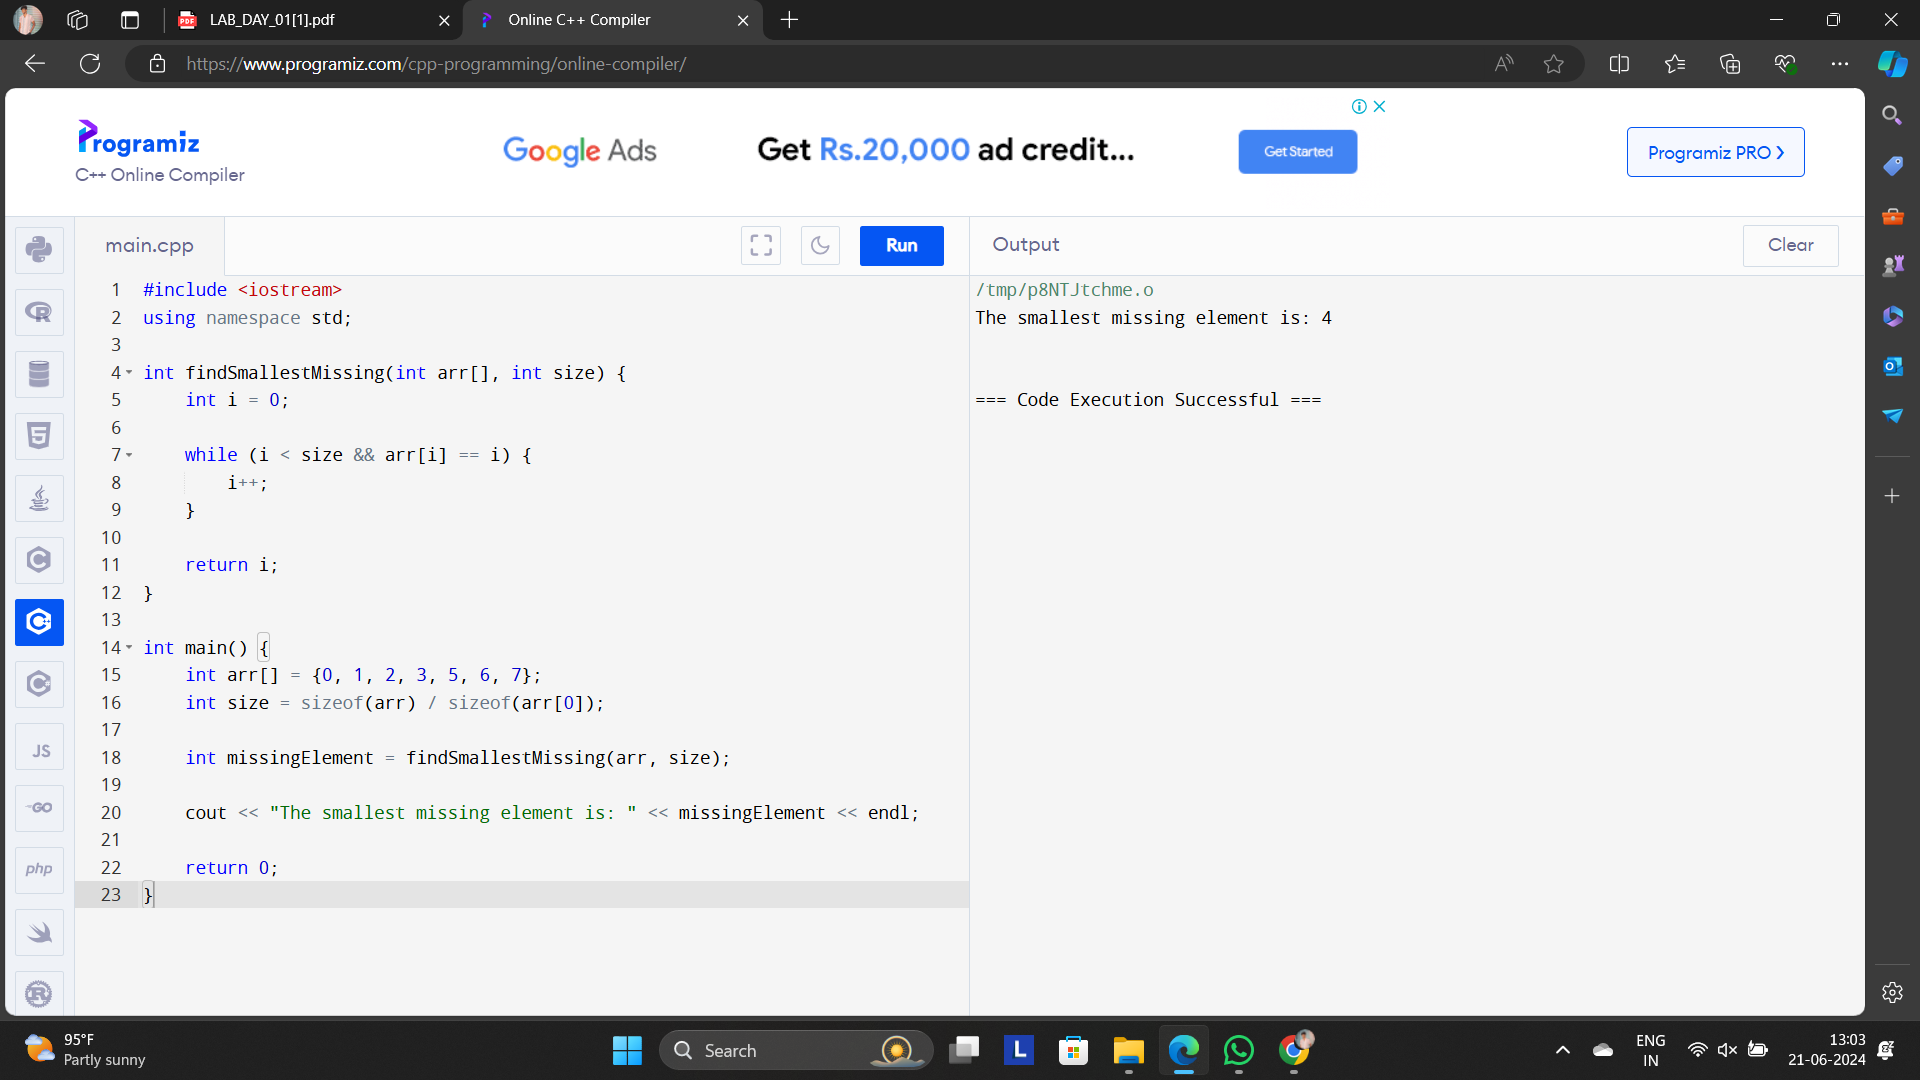 LAB_DAY_01[1].pdf
Online C++ Compiler
https://www.programiz.com/cpp-programming/online-compiler/
Programiz
C++ Online Compiler
Google Ads
Get Rs.20,000 ad credit...
Get Started
Programiz PRO
main.cpp
Run
Output
Clear
1 #include <iostream>
2 using namespace std;
3
4 int findSmallestMissing(int arr[], int size) {
5     int i = 0;
6
7     while (i < size && arr[i] == i) {
8         i++;
9     }
10
11     return i;
12 }
13
14 int main() {
15     int arr[] = {0, 1, 2, 3, 5, 6, 7};
16     int size = sizeof(arr) / sizeof(arr[0]);
17
18     int missingElement = findSmallestMissing(arr, size);
19
20     cout << "The smallest missing element is: " << missingElement << endl;
21
22     return 0;
23 }
/tmp/p8NTJtchme.o
The smallest missing element is: 4
=== Code Execution Successful ===
JS
GO
php
95°F
Partly sunny
Search
L
ENG
IN
13:03
21-06-2024